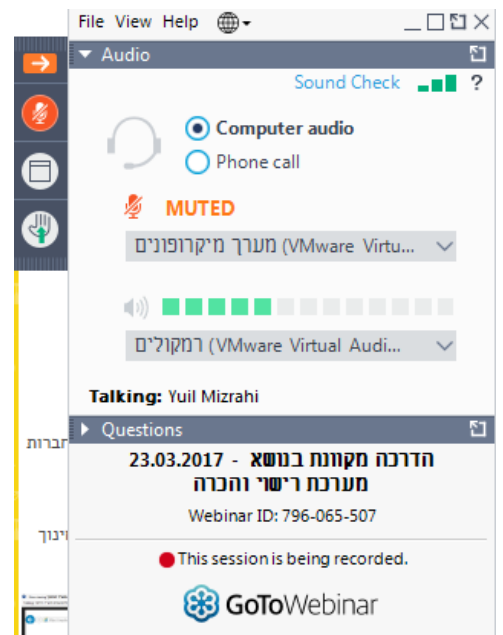 File View Help
Audio
Sound Check ?
Computer audio
Phone call
MUTED
מערך מיקרופונים (VMware Virtu...
רמקולים (VMware Virtual Audi...
Talking: Yuil Mizrahi
Questions
חברות
הדרכה מקוונת בנושא - 23.03.2017
מערכת רישוי והכרה
Webinar ID: 796-065-507
ינוך
This session is being recorded.
GoToWebinar